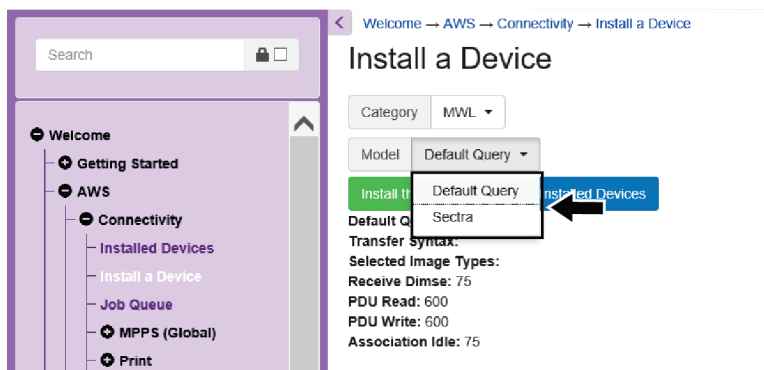 Search
Welcome
Getting Started
AWS
Connectivity
Installed Devices
Install a Device
Job Queue
MPPS (Global)
Print
Welcome → AWS → Connectivity → Install a Device
Install a Device
Category MWL
Model Default Query
Default Query
Sectra
Install Devices
Default
Transfer Syntax:
Selected Image Types:
Receive Dimse: 75
PDU Read: 600
PDU Write: 600
Association Idle: 75